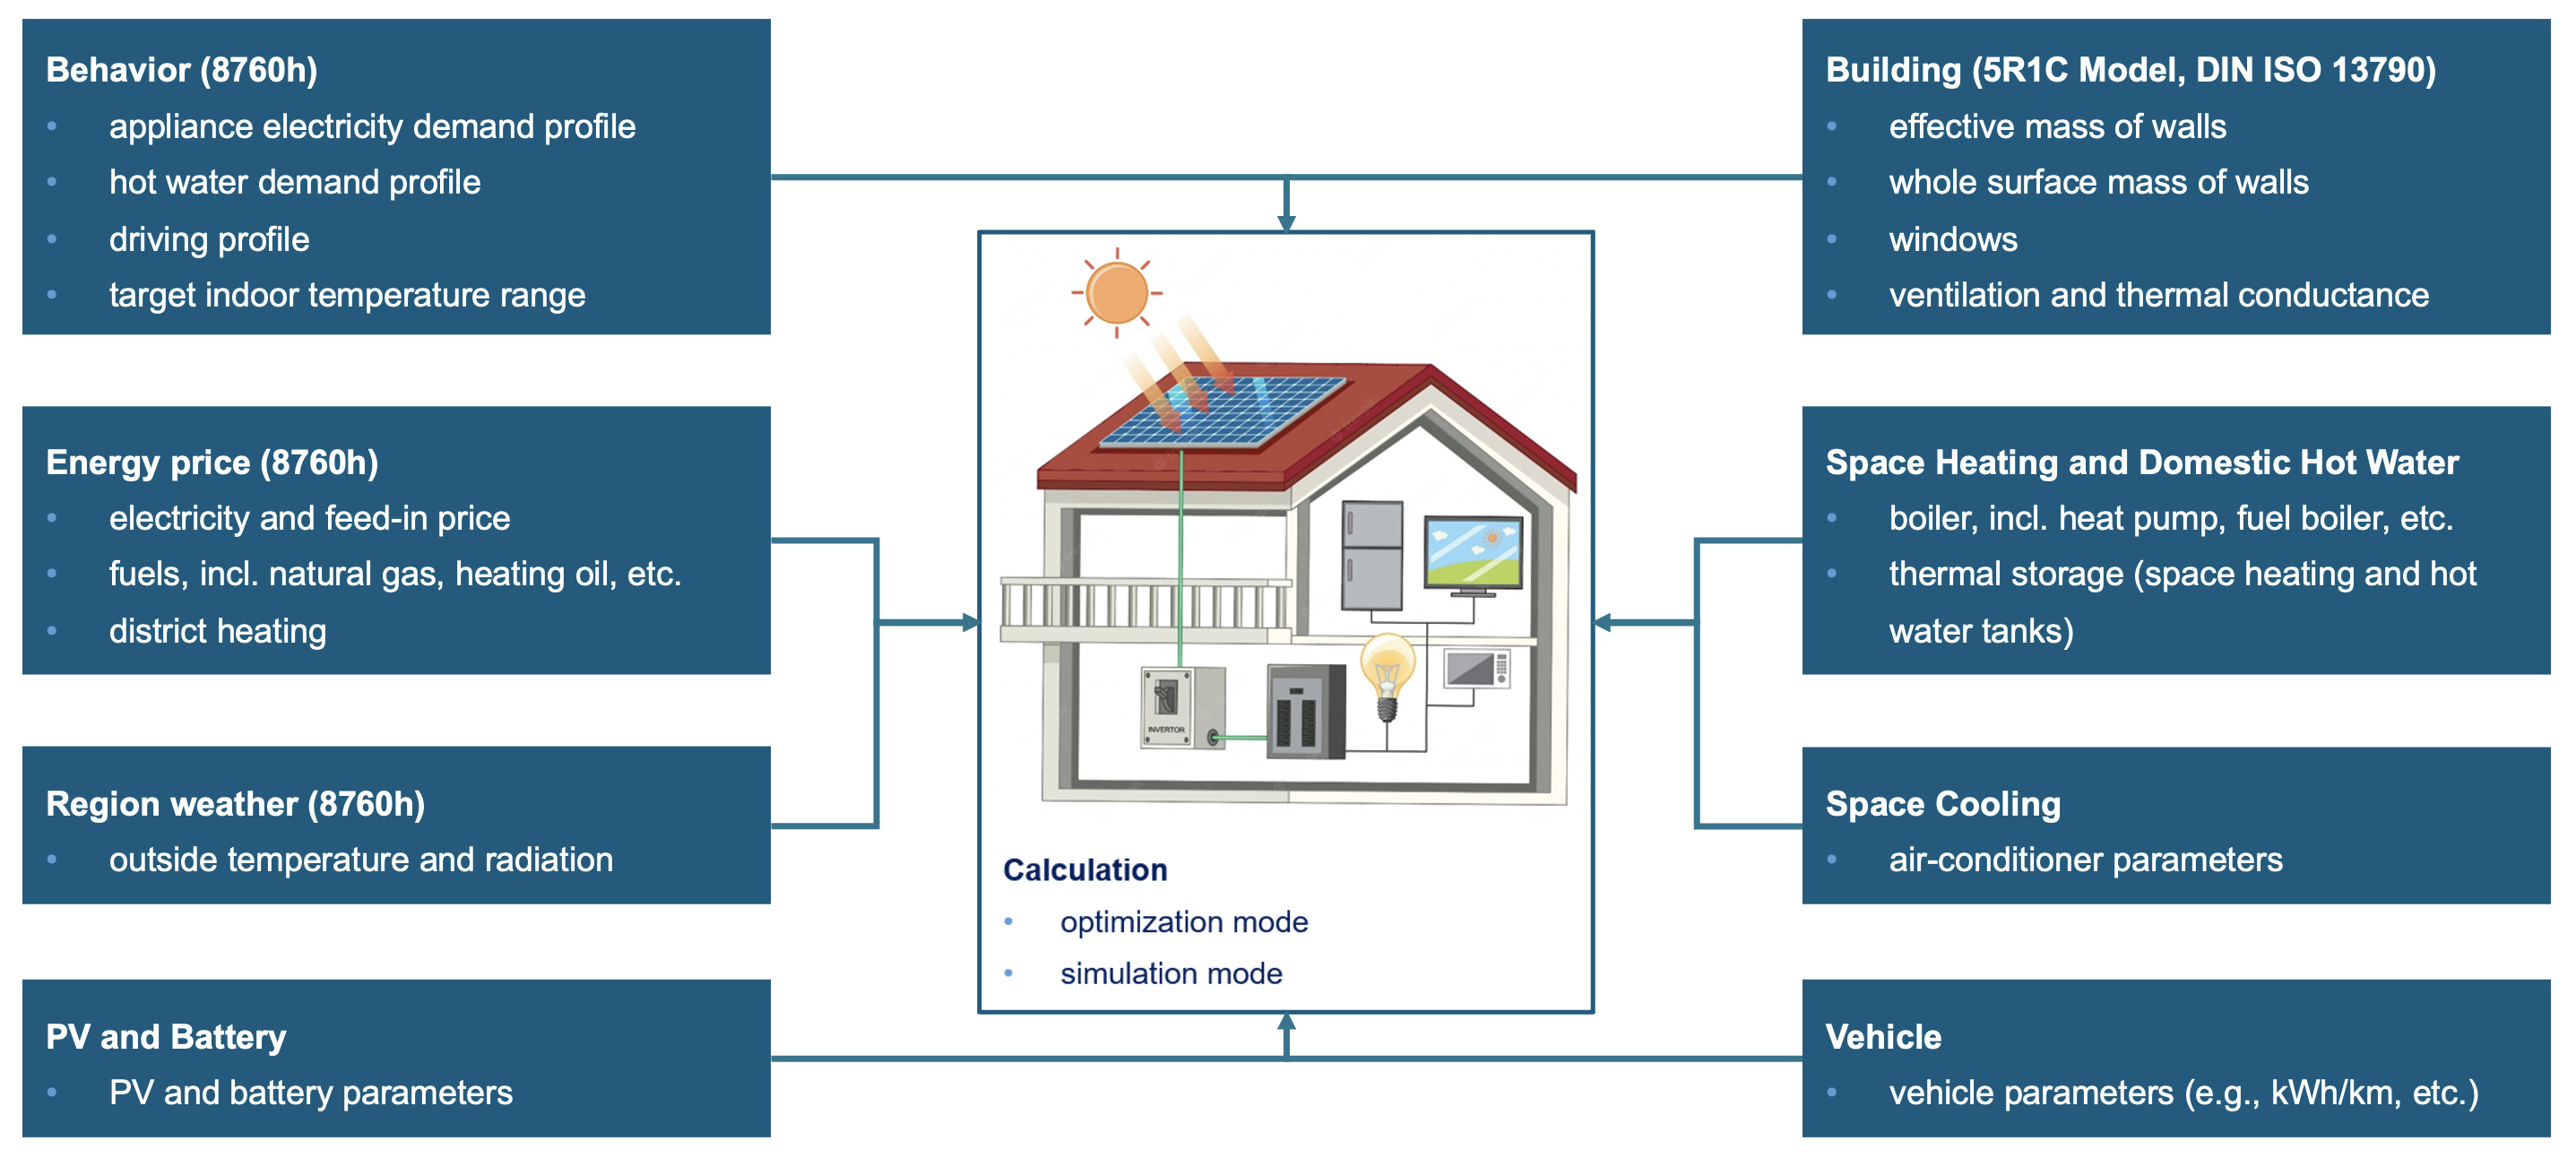 Behavior (8760h)
• appliance electricity demand profile
• hot water demand profile
• driving profile
• target indoor temperature range
Energy price (8760h)
• electricity and feed-in price
• fuels, incl. natural gas, heating oil, etc.
• district heating
Region weather (8760h)
• outside temperature and radiation
PV and Battery
• PV and battery parameters
INVERTOR
Calculation
• optimization mode
• simulation mode
Building (5R1C Model, DIN ISO 13790)
• effective mass of walls
• whole surface mass of walls
• windows
• ventilation and thermal conductance
Space Heating and Domestic Hot Water
• boiler, incl. heat pump, fuel boiler, etc.
• thermal storage (space heating and hot
water tanks)
Space Cooling
• air-conditioner parameters
Vehicle
• vehicle parameters (e.g., kWh/km, etc.)